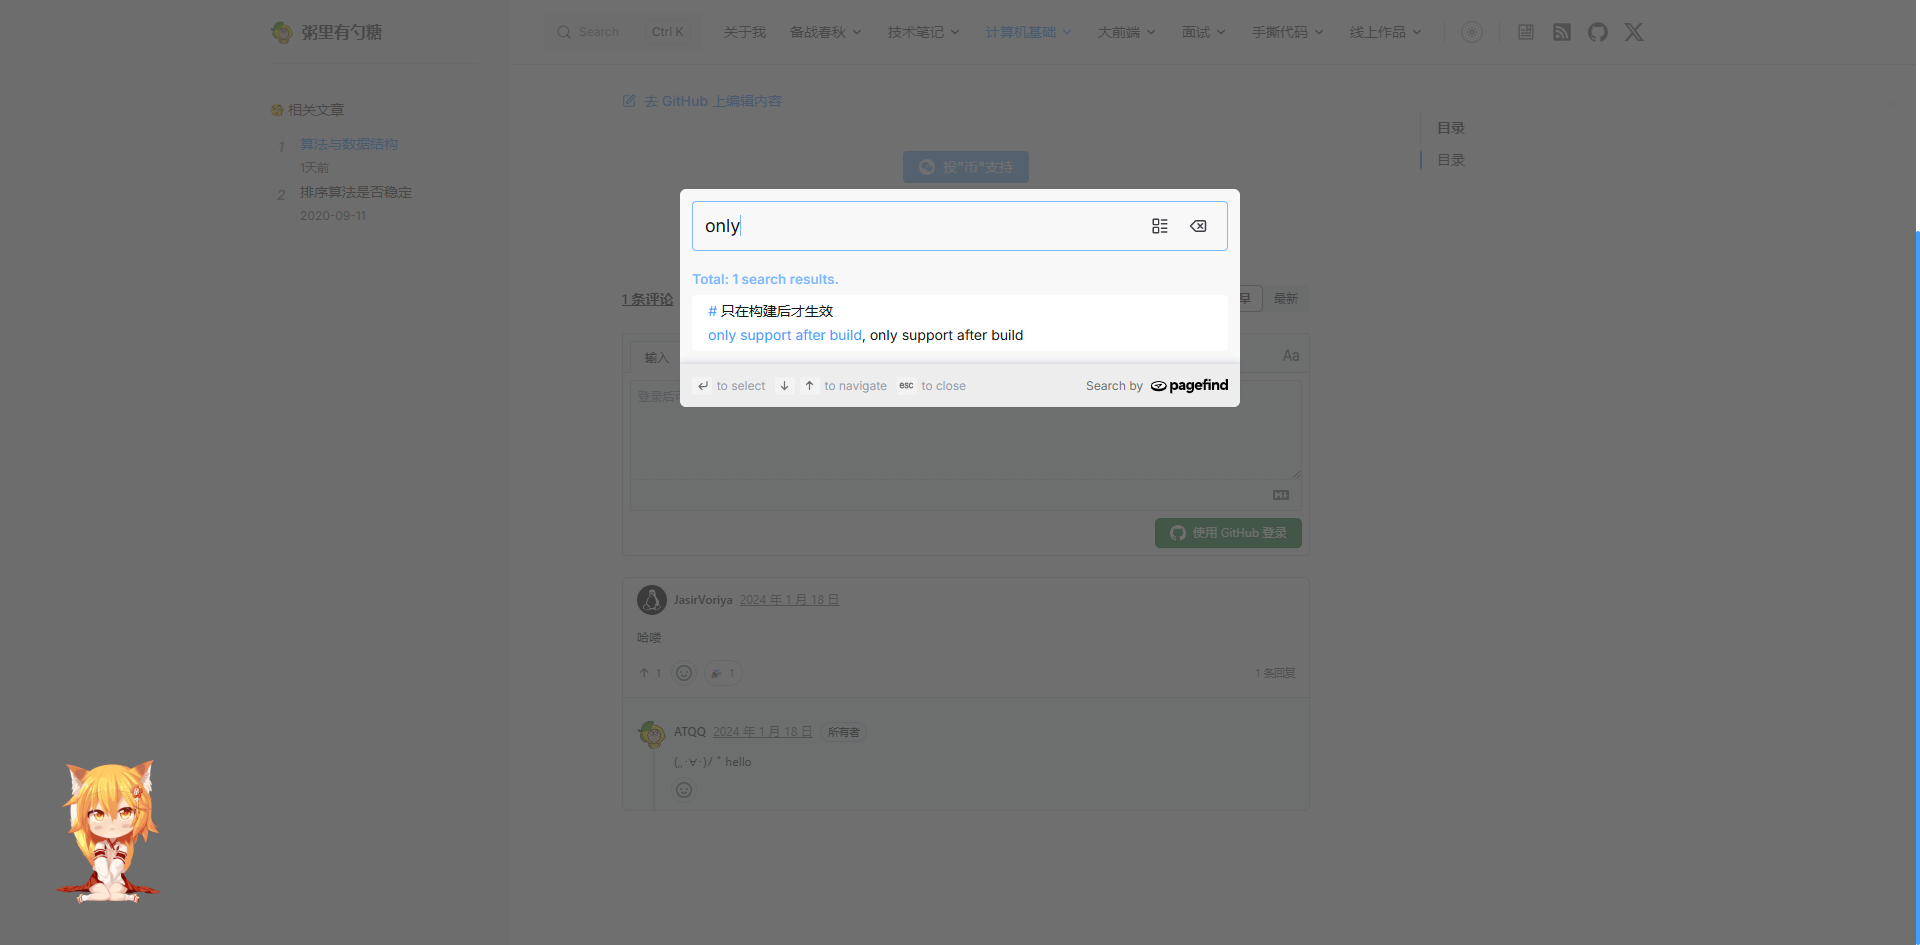 粥里有勺糖
Search Ctrl K 关于我 备战春秋 技术笔记 计算机基础 大前端 面试 手撕代码 线上作品
相关文章
1 算法与数据结构
1天前
2 排序算法是否稳定
2020-09-11
去 GitHub 上编辑内容
投"币"支持
目录
目录
only
Total: 1 search results.
# 只在构建后才生效
only support after build, only support after build
to select to navigate esc to close Search by pagefind
1 条评论 早 最新
输入 Aa
登录后
使用 GitHub 登录
JasirVoriya 2024 年 1 月 18 日
哈喽
1 1 1 条回复
ATQQ 2024 年 1 月 18 日 所有者
(,,･∀･)ﾉ゛hello